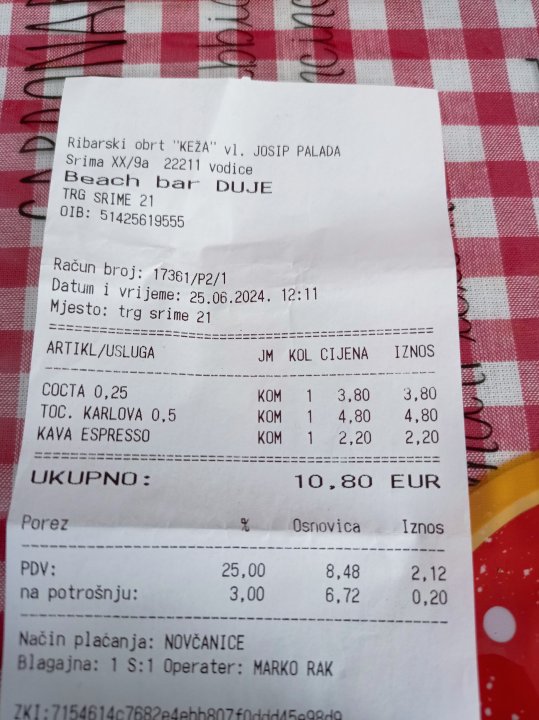 Ribarski obrt "KEŽA" vl. JOSIP PALADA
Srima XX/9a 22211 vodice
Beach bar DUJE
TRG SRIME 21
OIB: 51425619555
Račun broj: 17361/P2/1
Datum i vrijeme: 25.06.2024. 12:11
Mjesto: trg srime 21
ARTIKL/USLUGA JM KOL CIJENA IZNOS
COCTA 0,25 KOM 1 3,80 3,80
TOC. KARLOVA 0,5 KOM 1 4,80 4,80
KAVA ESPRESSO KOM 1 2,20 2,20
UKUPNO: 10,80 EUR
Porez % Osnovica Iznos
PDV: 25,00 8,48 2,12
na potrošnju: 3,00 6,72 0,20
Način plaćanja: NOVČANICE
Blagajna: 1 S:1 Operater: MARKO RAK